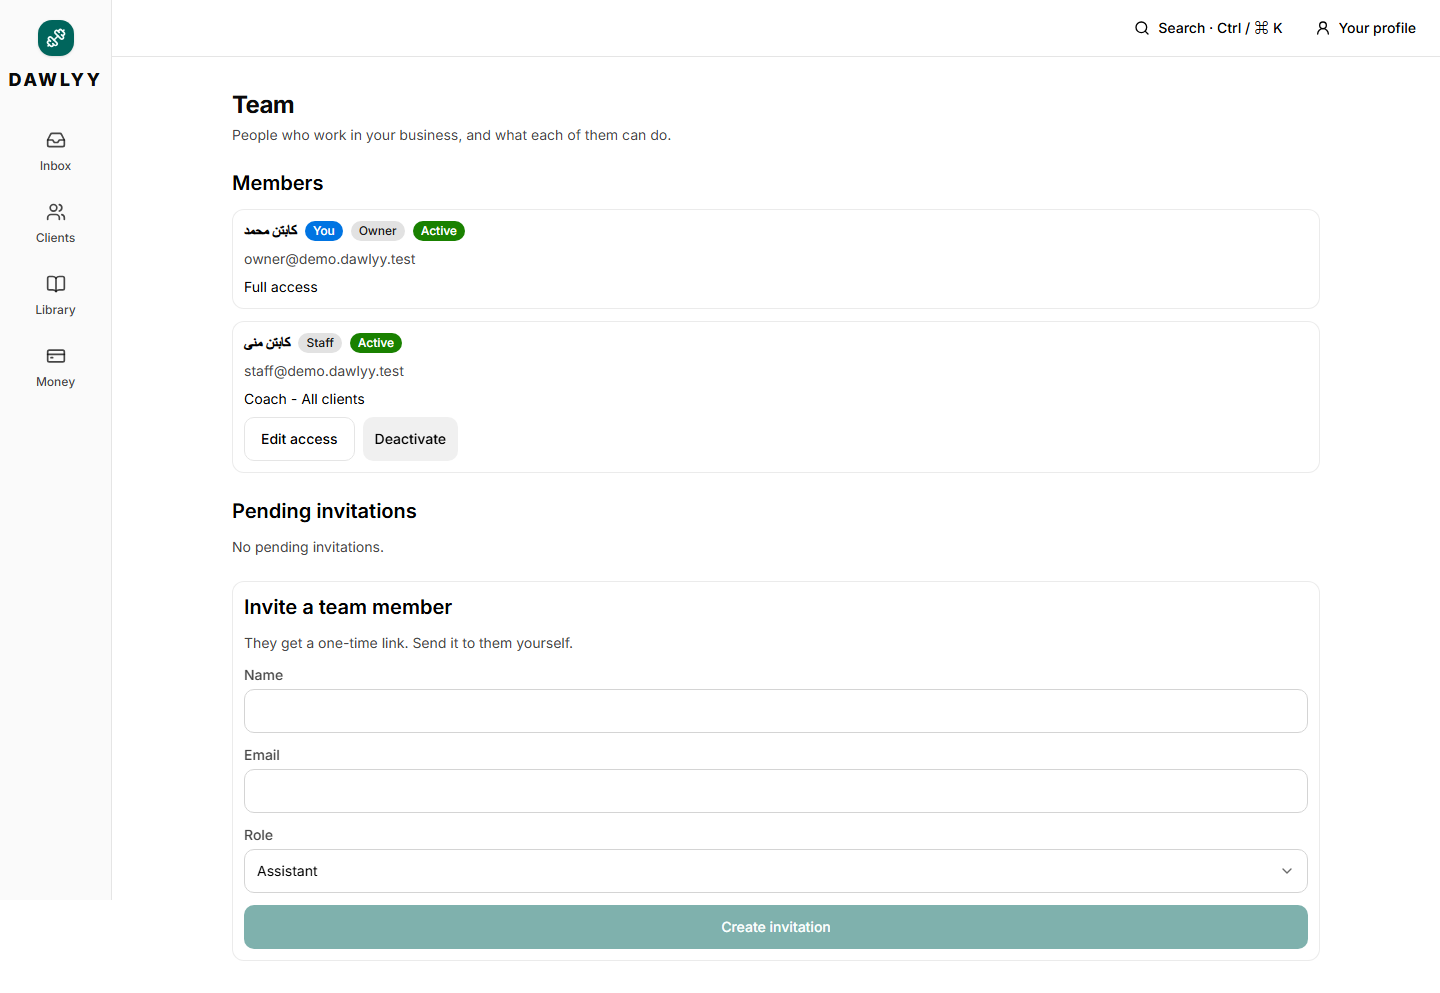 DAWLYY
Search · Ctrl / ⌘ K
Your profile
Inbox
Clients
Library
Money
Team
People who work in your business, and what each of them can do.
Members
كابتن محمد You Owner Active
owner@demo.dawlyy.test
Full access
كابتن منى Staff Active
staff@demo.dawlyy.test
Coach - All clients
Edit access Deactivate
Pending invitations
No pending invitations.
Invite a team member
They get a one-time link. Send it to them yourself.
Name
Email
Role
Assistant
Create invitation